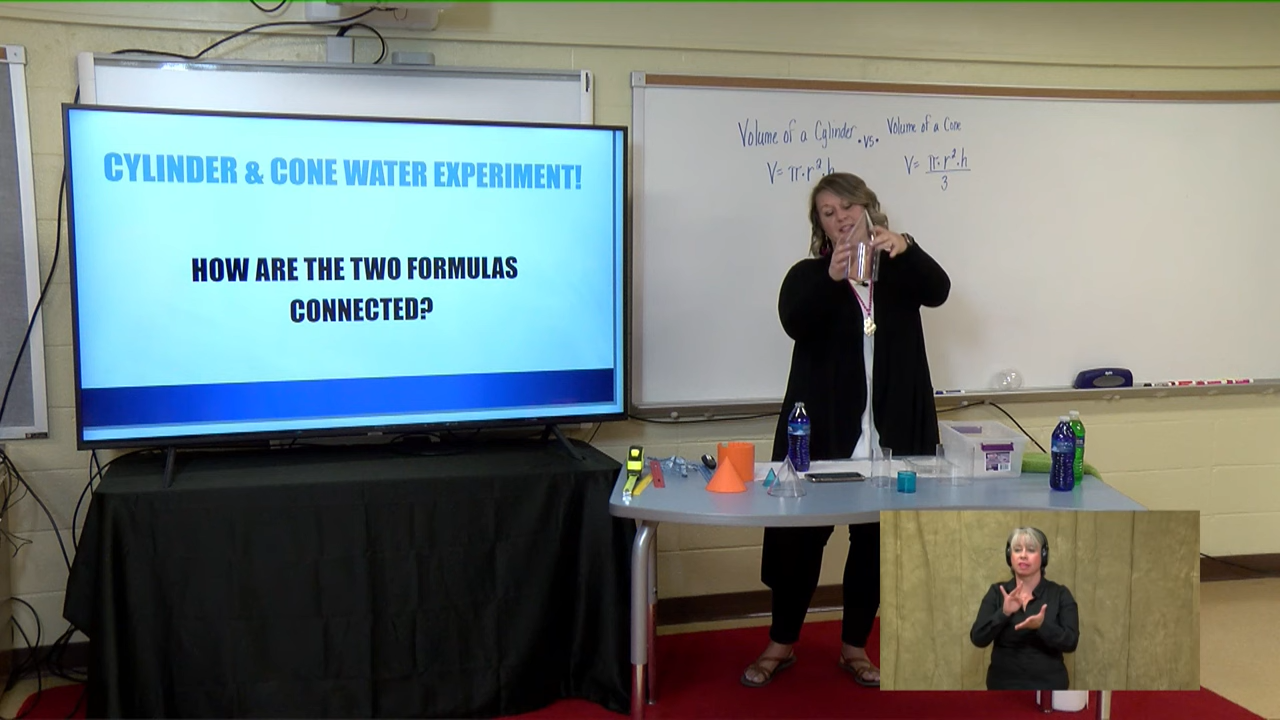 CYLINDER & CONE WATER EXPERIMENT!
HOW ARE THE TWO FORMULAS
CONNECTED?
Volume of a Cylinder .vs. Volume of a Cone
V= π·r²·h
V= π·r²·h
3